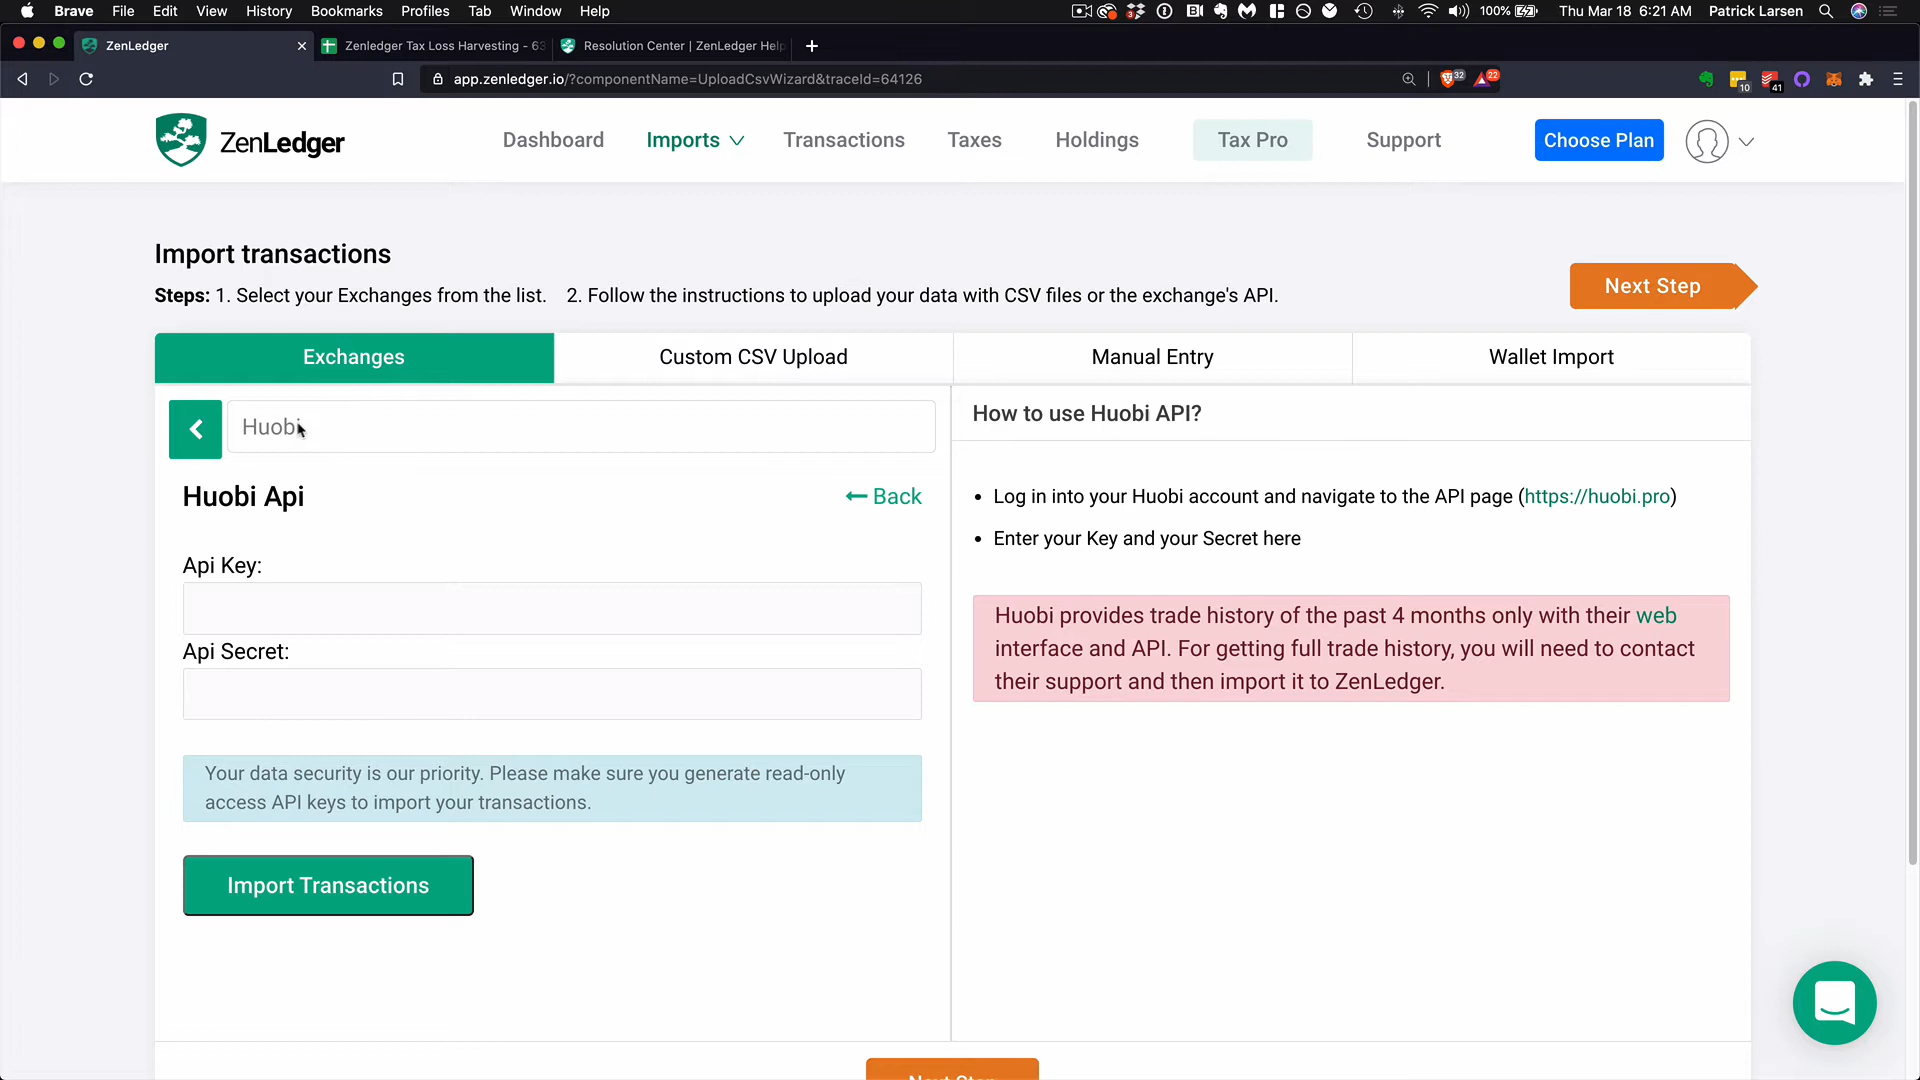 Brave File Edit View History Bookmarks Profiles Tab Window Help 3 100% Thu Mar 18 6:21 AM Patrick Larsen
ZenLedger Zenledger Tax Loss Harvesting - 63 Resolution Center | ZenLedger Help
app.zenledger.io/?componentName=UploadCsvWizard&traceId=64126 32 22 10 41
ZenLedger Dashboard Imports Transactions Taxes Holdings Tax Pro Support Choose Plan
Import transactions
Steps: 1. Select your Exchanges from the list. 2. Follow the instructions to upload your data with CSV files or the exchange's API.
Next Step
Exchanges Custom CSV Upload Manual Entry Wallet Import
Huobi
Huobi Api
Back
Api Key:
Api Secret:
Your data security is our priority. Please make sure you generate read-only
access API keys to import your transactions.
Import Transactions
How to use Huobi API?
• Log in into your Huobi account and navigate to the API page (https://huobi.pro)
• Enter your Key and your Secret here
Huobi provides trade history of the past 4 months only with their web
interface and API. For getting full trade history, you will need to contact
their support and then import it to ZenLedger.
Next Step